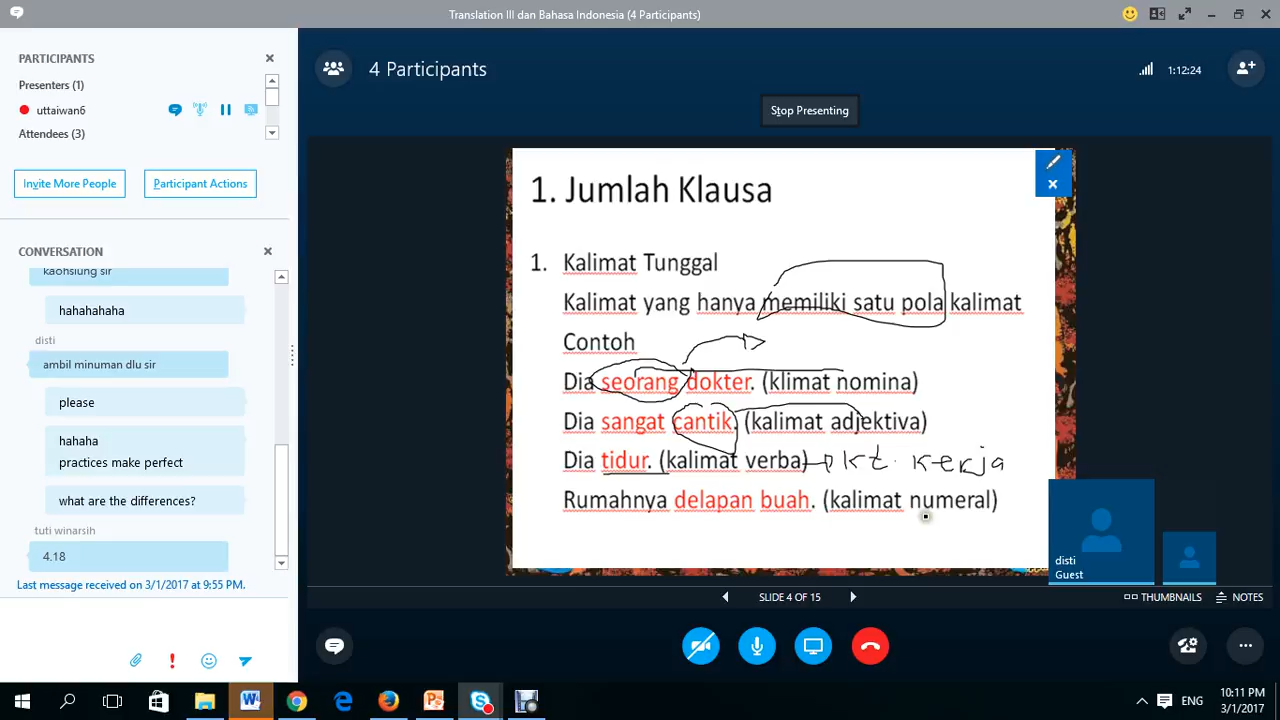 Translation III dan Bahasa Indonesia (4 Participants)
PARTICIPANTS
Presenters (1)
uttaiwan6
Attendees (3)
Invite More People
Participant Actions
CONVERSATION
kaohsiung sir
hahahahaha
disti
ambil minuman dlu sir
please
hahaha
practices make perfect
what are the differences?
tuti winarsih
4.18
Last message received on 3/1/2017 at 9:55 PM.
4 Participants
1:12:24
Stop Presenting
1. Jumlah Klausa
1. Kalimat Tunggal
Kalimat yang hanya memiliki satu pola kalimat
Contoh
Dia seorang dokter. (klimat nomina)
Dia sangat cantik. (kalimat adjektiva)
Dia tidur. (kalimat verba) pkt. kerja
Rumahnya delapan buah. (kalimat numeral)
disti
Guest
SLIDE 4 OF 15
THUMBNAILS
NOTES
ENG
10:11 PM
3/1/2017